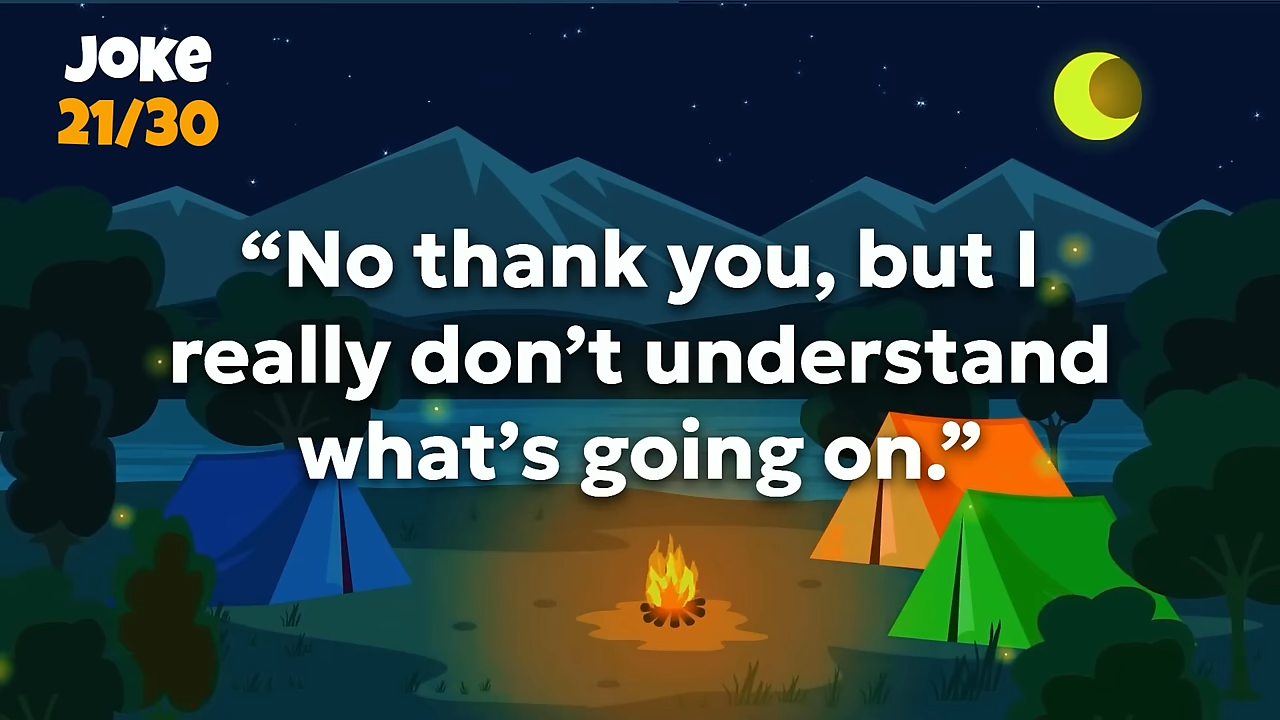 JOKE
21/30
“No thank you, but I
really don’t understand
what’s going on.”